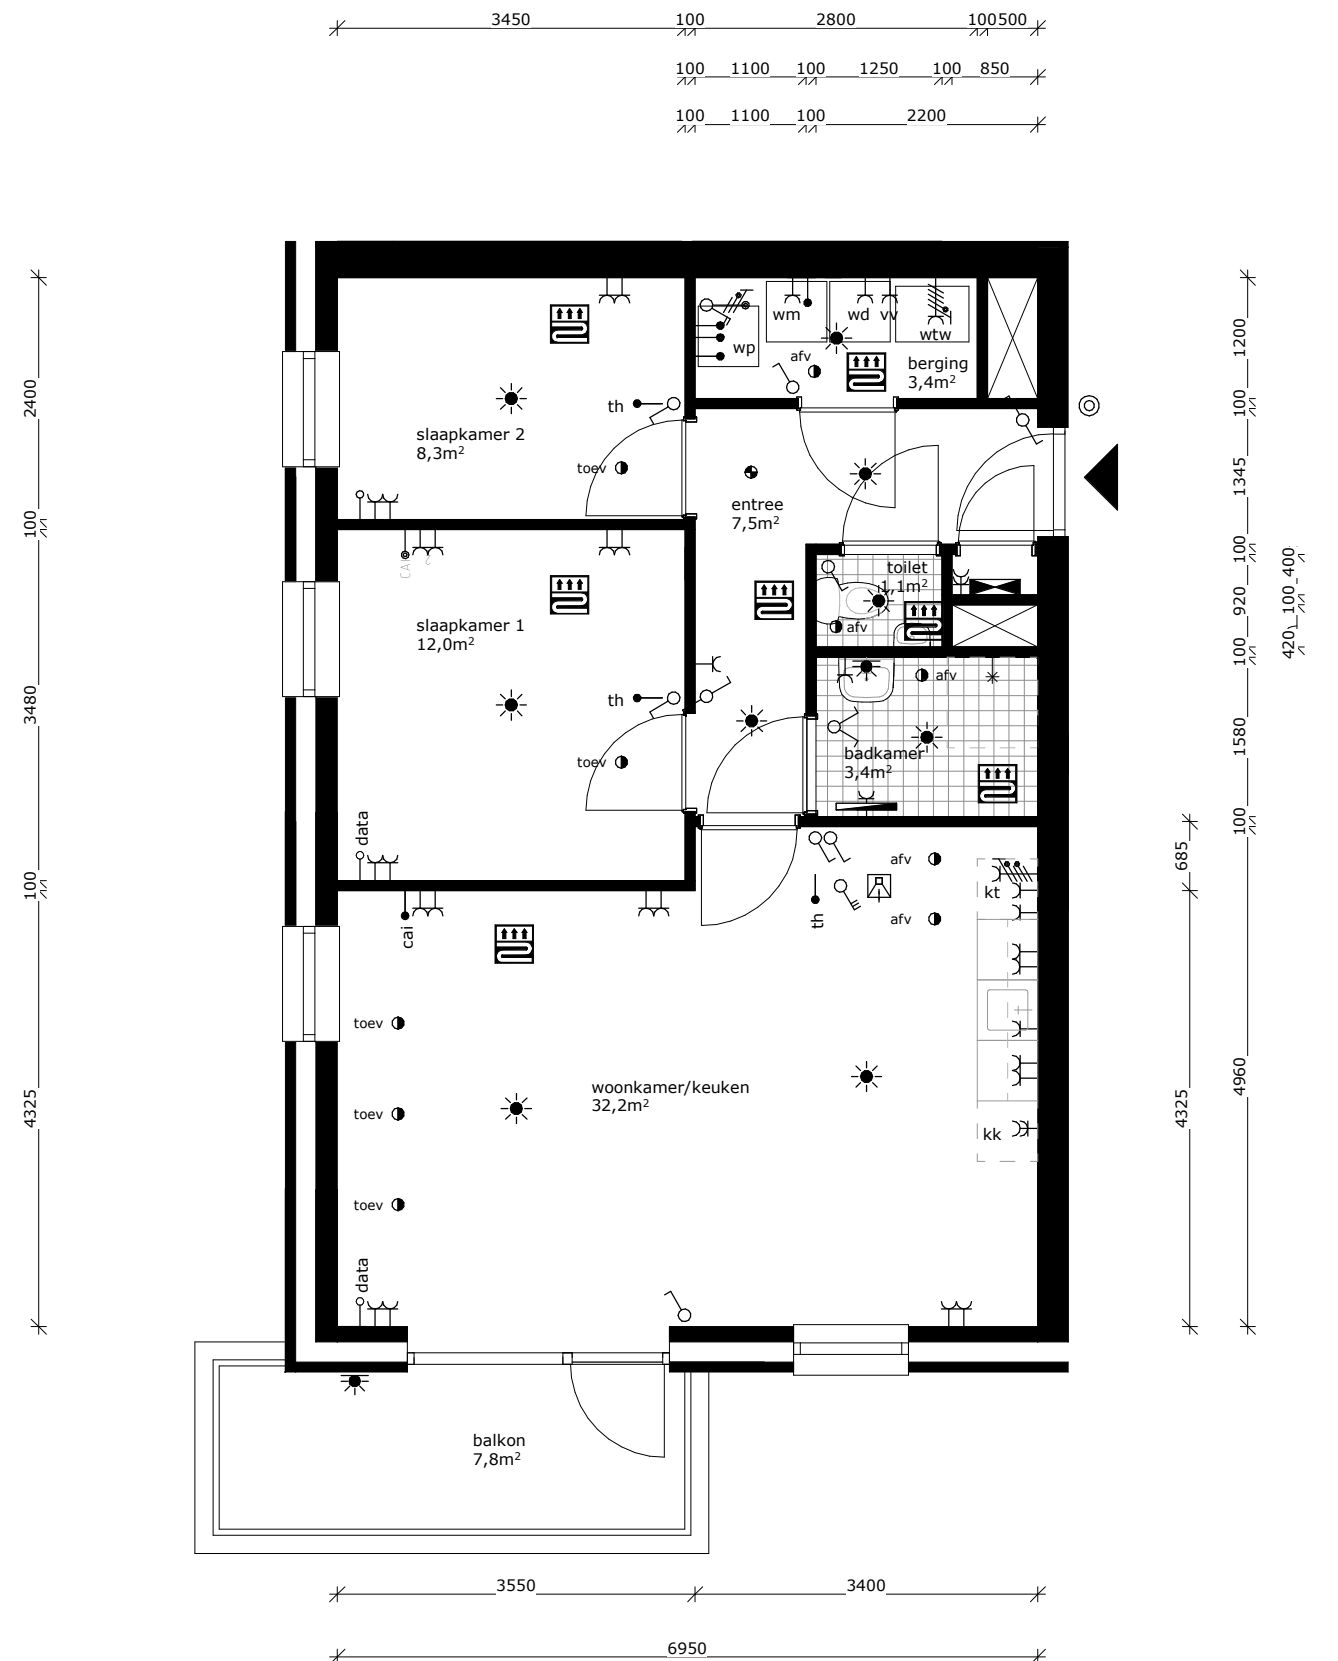 3450 100 2800 100500
100 1100 100 1250 100 850
100 1100 100 2200
wm
wd
vv
wtw
wp
afv
berging
3,4m²
1200
100
2400
th
slaapkamer 2
8,3m²
toev
entree
7,5m²
1345
100
100
toilet
1,1m²
afv
920
100
400
100
420
slaapkamer 1
12,0m²
100
afv
3480
th
toev
badkamer
3,4m²
1580
data
100
685
100
afv
kt
cai
th
afv
toev
woonkamer/keuken
32,2m²
4325
4325
4960
toev
kk
toev
data
balkon
7,8m²
3550 3400
6950